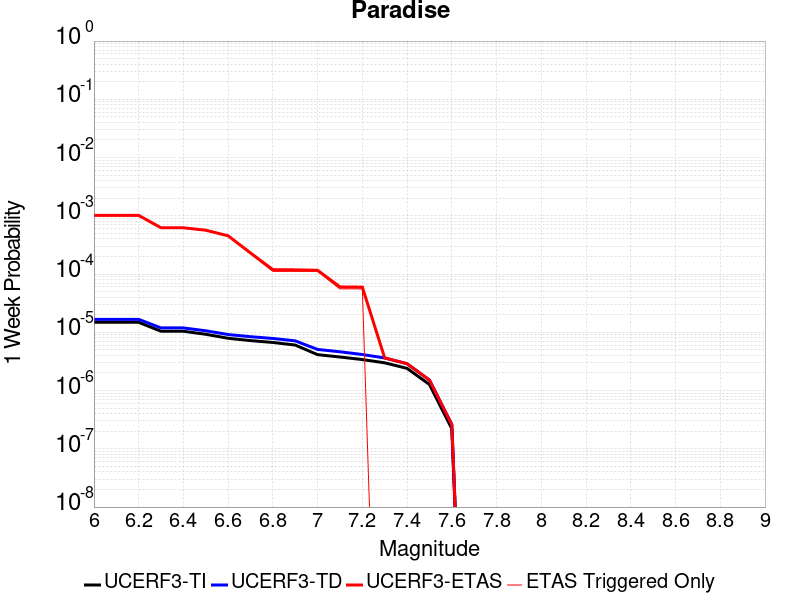 Paradise
10^0
10^-1
10^-2
10^-3
10^-4
10^-5
10^-6
10^-7
10^-8
1 Week Probability
6 6.2 6.4 6.6 6.8 7 7.2 7.4 7.6 7.8 8 8.2 8.4 8.6 8.8 9
Magnitude
UCERF3-TI UCERF3-TD UCERF3-ETAS ETAS Triggered Only